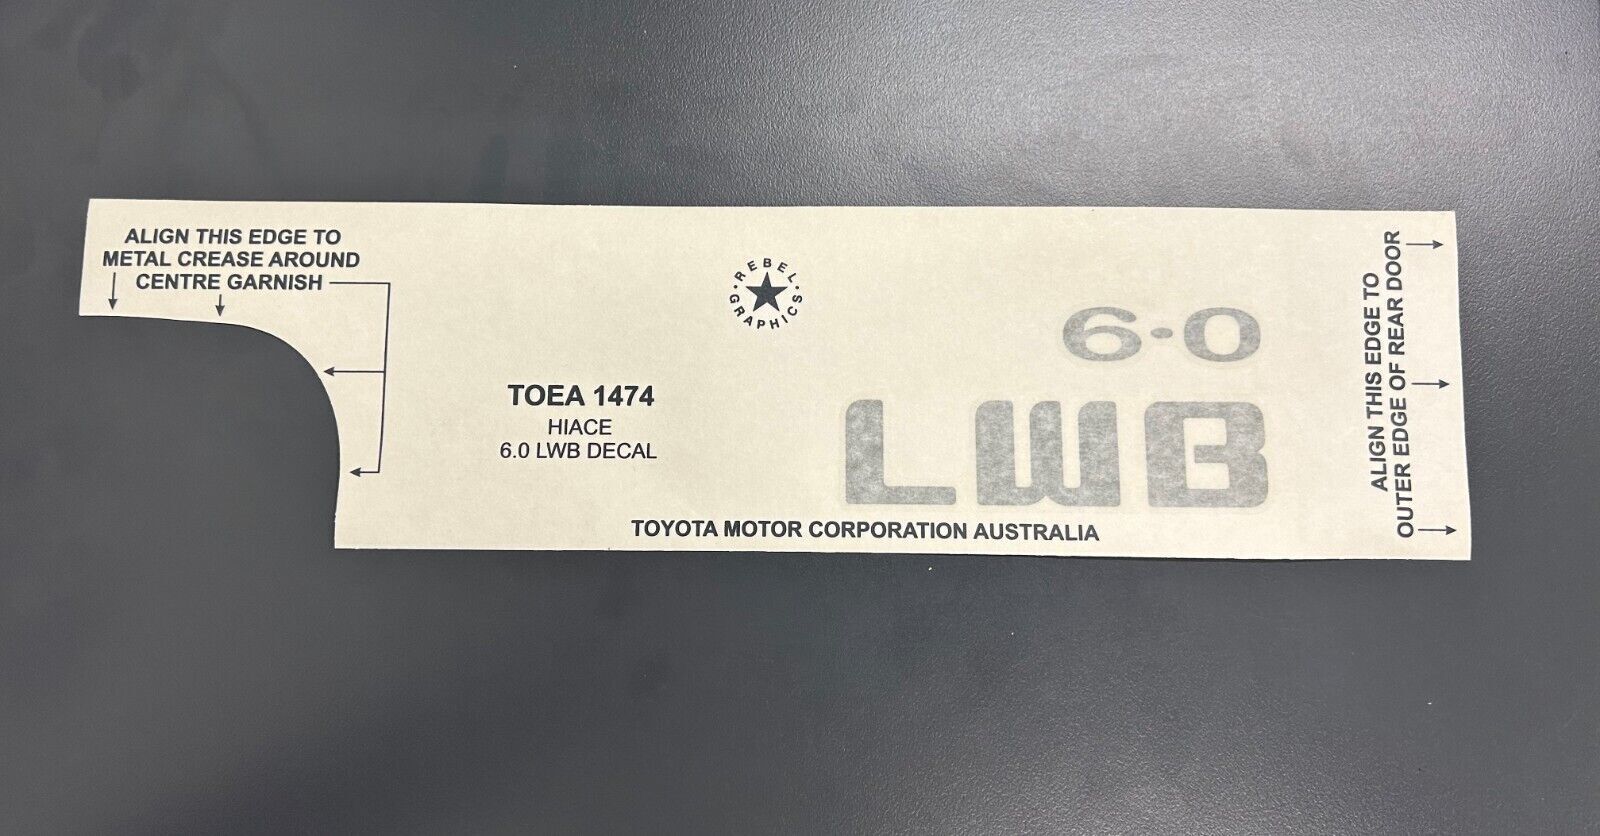 ALIGN THIS EDGE TO
METAL CREASE AROUND
CENTRE GARNISH
REBEL
GRAPHICS
TOEA 1474
HIACE
6.0 LWB DECAL
6·0
LWB
TOYOTA MOTOR CORPORATION AUSTRALIA
ALIGN THIS EDGE TO
OUTER EDGE OF REAR DOOR